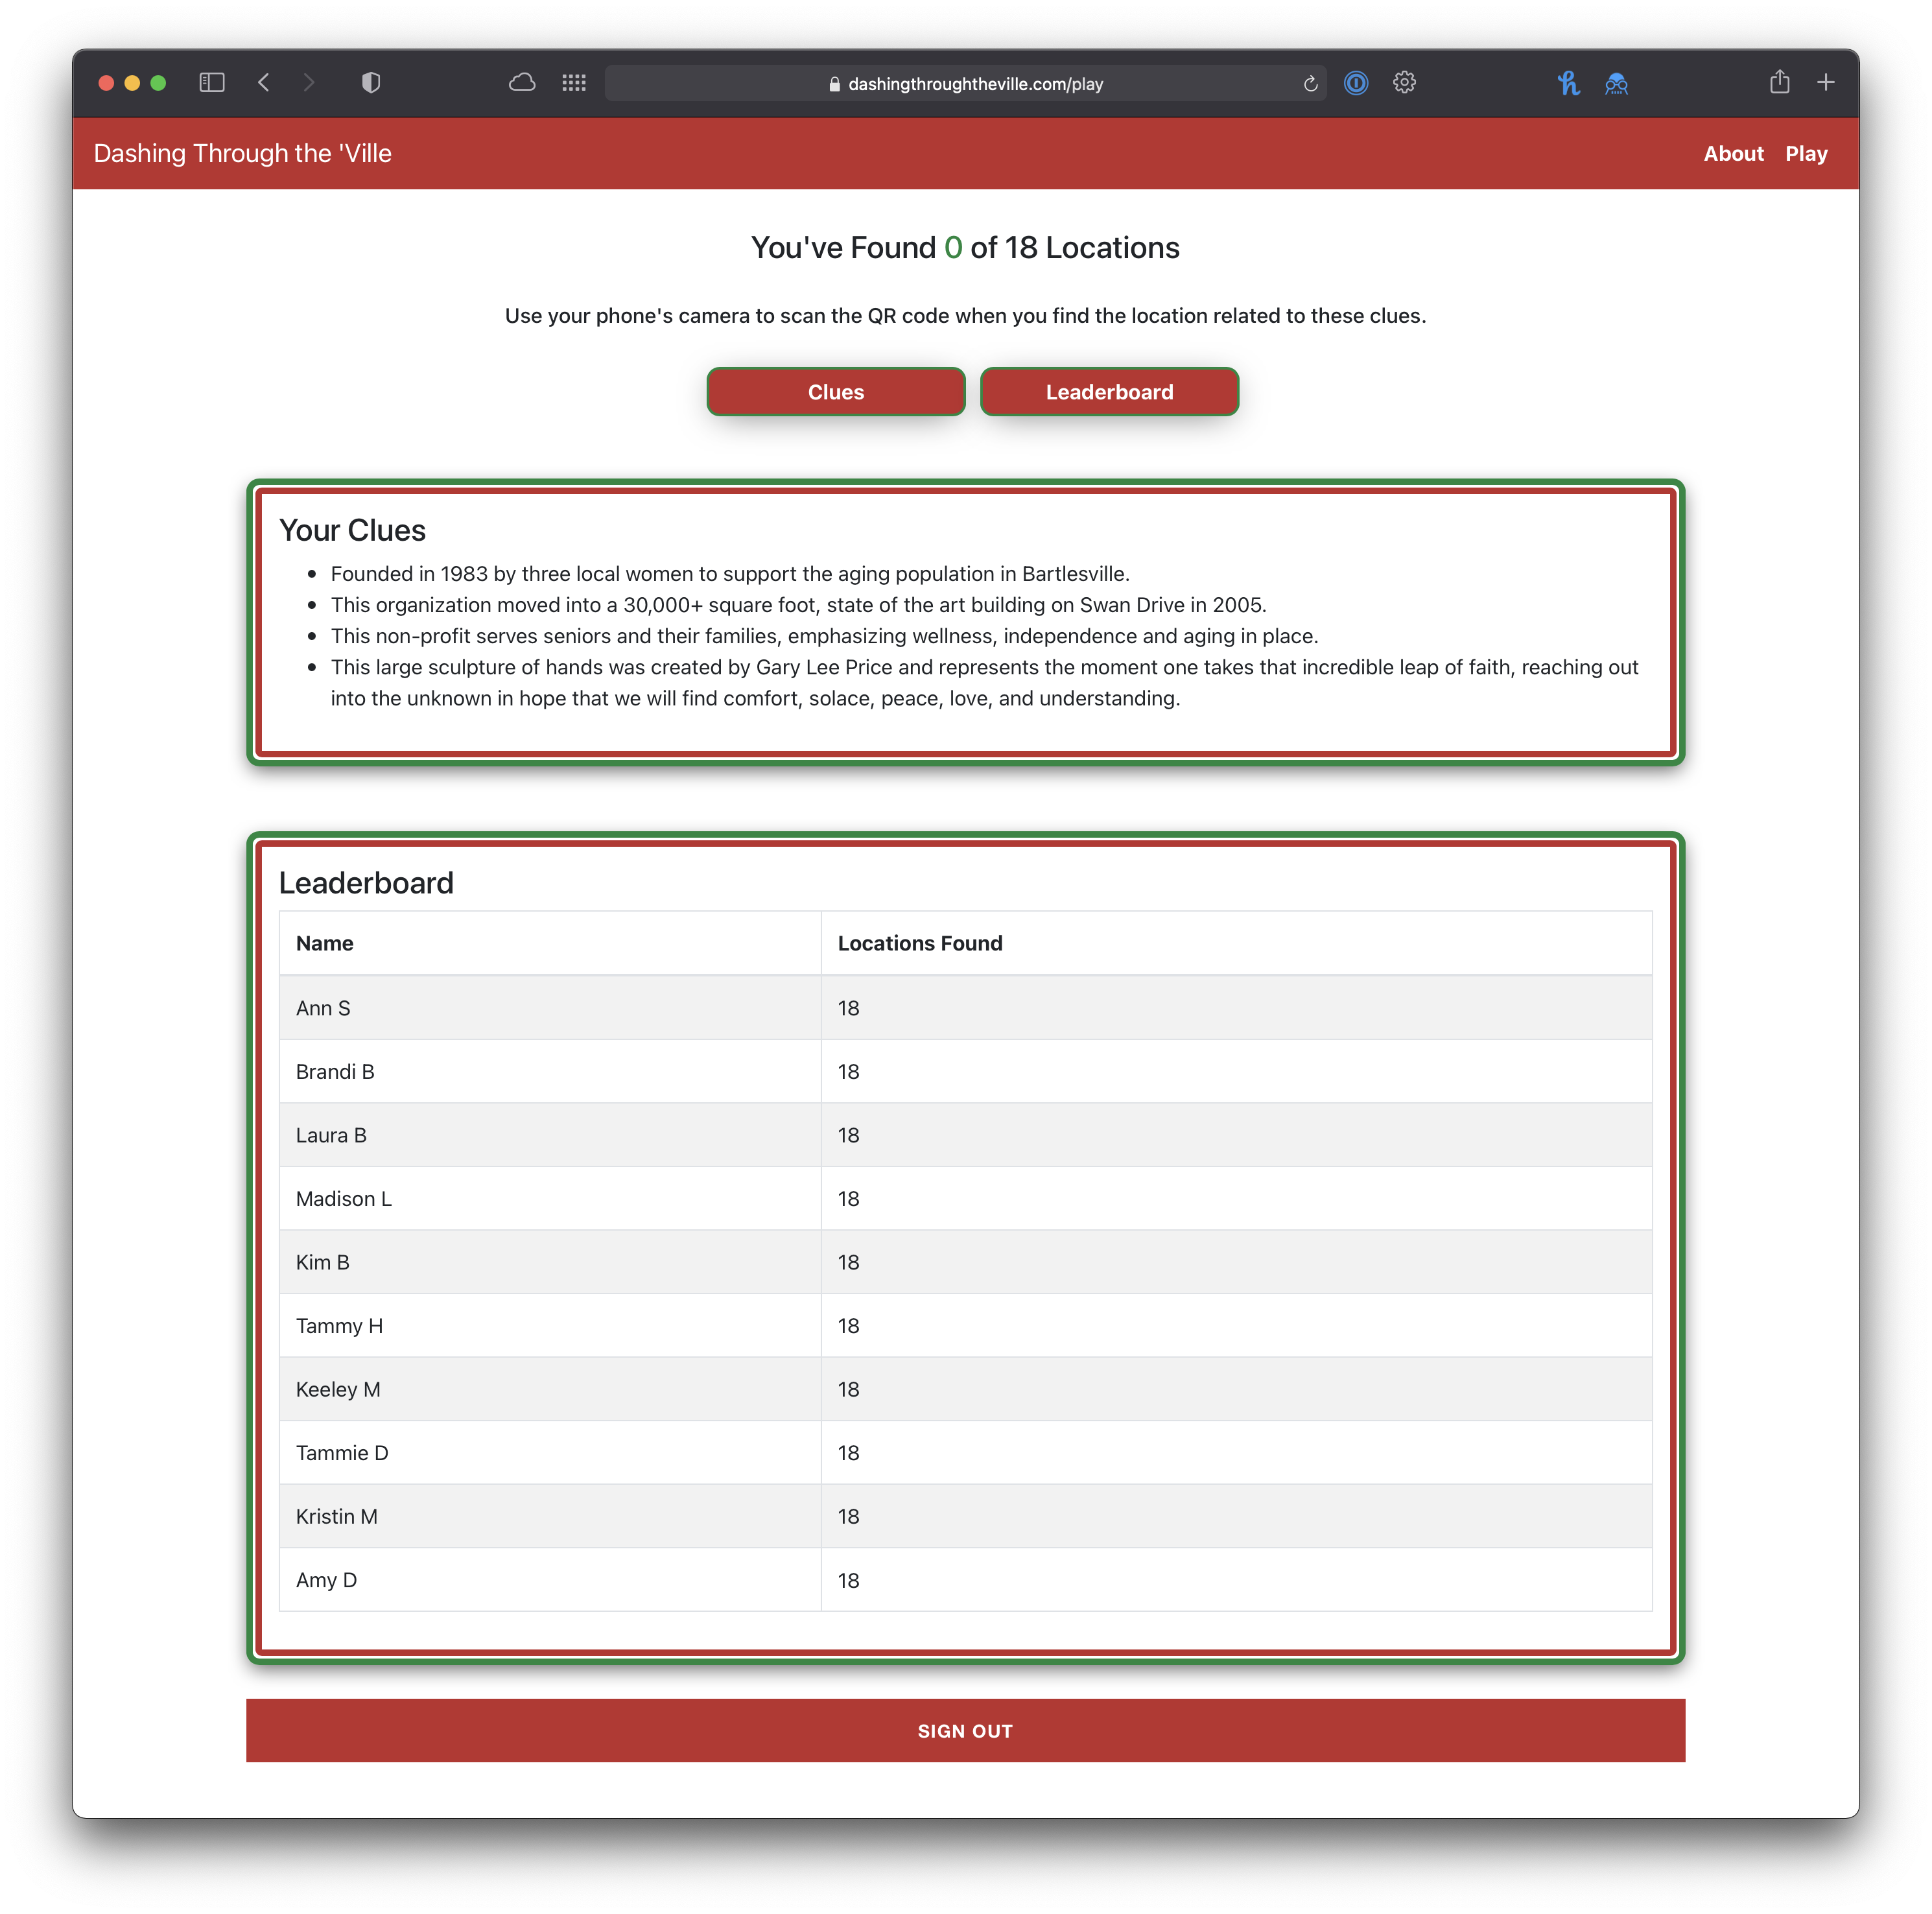 dashingthroughtheville.com/play
Dashing Through the 'Ville
About Play
You've Found 0 of 18 Locations
Use your phone's camera to scan the QR code when you find the location related to these clues.
Clues
Leaderboard
Your Clues
• Founded in 1983 by three local women to support the aging population in Bartlesville.
• This organization moved into a 30,000+ square foot, state of the art building on Swan Drive in 2005.
• This non-profit serves seniors and their families, emphasizing wellness, independence and aging in place.
• This large sculpture of hands was created by Gary Lee Price and represents the moment one takes that incredible leap of faith, reaching out
into the unknown in hope that we will find comfort, solace, peace, love, and understanding.
Leaderboard
Name Locations Found
Ann S 18
Brandi B 18
Laura B 18
Madison L 18
Kim B 18
Tammy H 18
Keeley M 18
Tammie D 18
Kristin M 18
Amy D 18
SIGN OUT